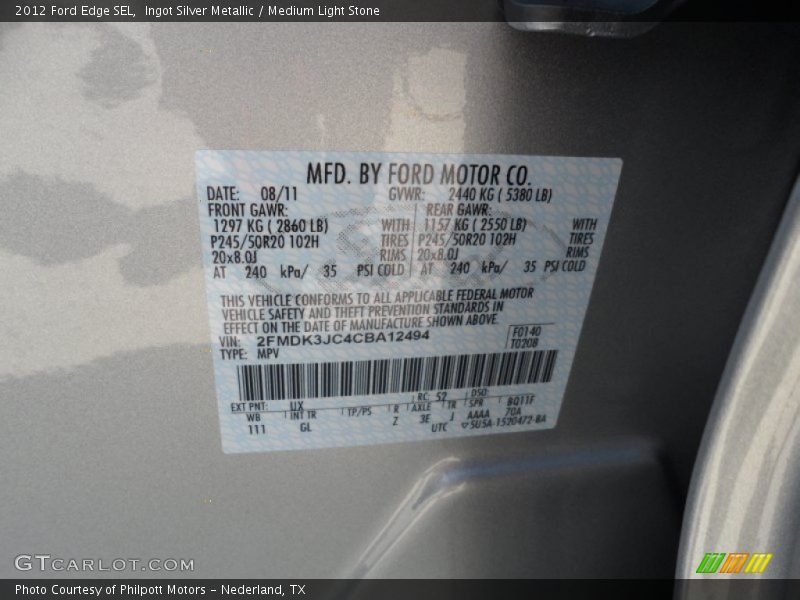 2012 Ford Edge SEL, Ingot Silver Metallic / Medium Light Stone
MFD. BY FORD MOTOR CO.
DATE: 08/11 GVWR: 2440 KG ( 5380 LB)
FRONT GAWR: REAR GAWR:
1297 KG ( 2860 LB) WITH 1157 KG ( 2550 LB) WITH
P245/50R20 102H TIRES P245/50R20 102H TIRES
20x8.0J RIMS 20x8.0J RIMS
AT 240 kPa/ 35 PSI COLD AT 240 kPa/ 35 PSI COLD
THIS VEHICLE CONFORMS TO ALL APPLICABLE FEDERAL MOTOR
VEHICLE SAFETY AND THEFT PREVENTION STANDARDS IN
EFFECT ON THE DATE OF MANUFACTURE SHOWN ABOVE.
VIN: 2FMDK3JC4CBA12494 F0140
TYPE: MPV T0208
EXT PNT: UX RC: 52 DSO:
WB INT TR TP/PS R AXLE TR SPR BQ11F
111 GL Z 3E J AAAA 70A
UTC 5U5A-1520472-BA
GTCARLOT.COM
Photo Courtesy of Philpott Motors - Nederland, TX